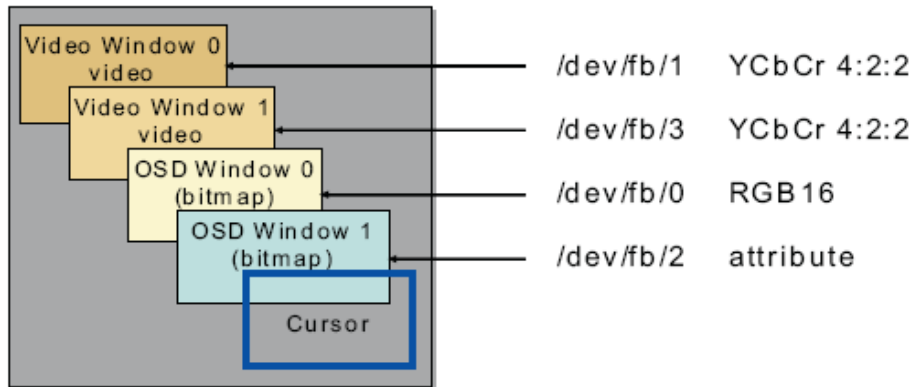 Video Window 0
video
Video Window 1
video
OSD Window 0
(bitmap)
OSD Window 1
(bitmap)
Cursor
/dev/fb/1 YCbCr 4:2:2
/dev/fb/3 YCbCr 4:2:2
/dev/fb/0 RGB16
/dev/fb/2 attribute